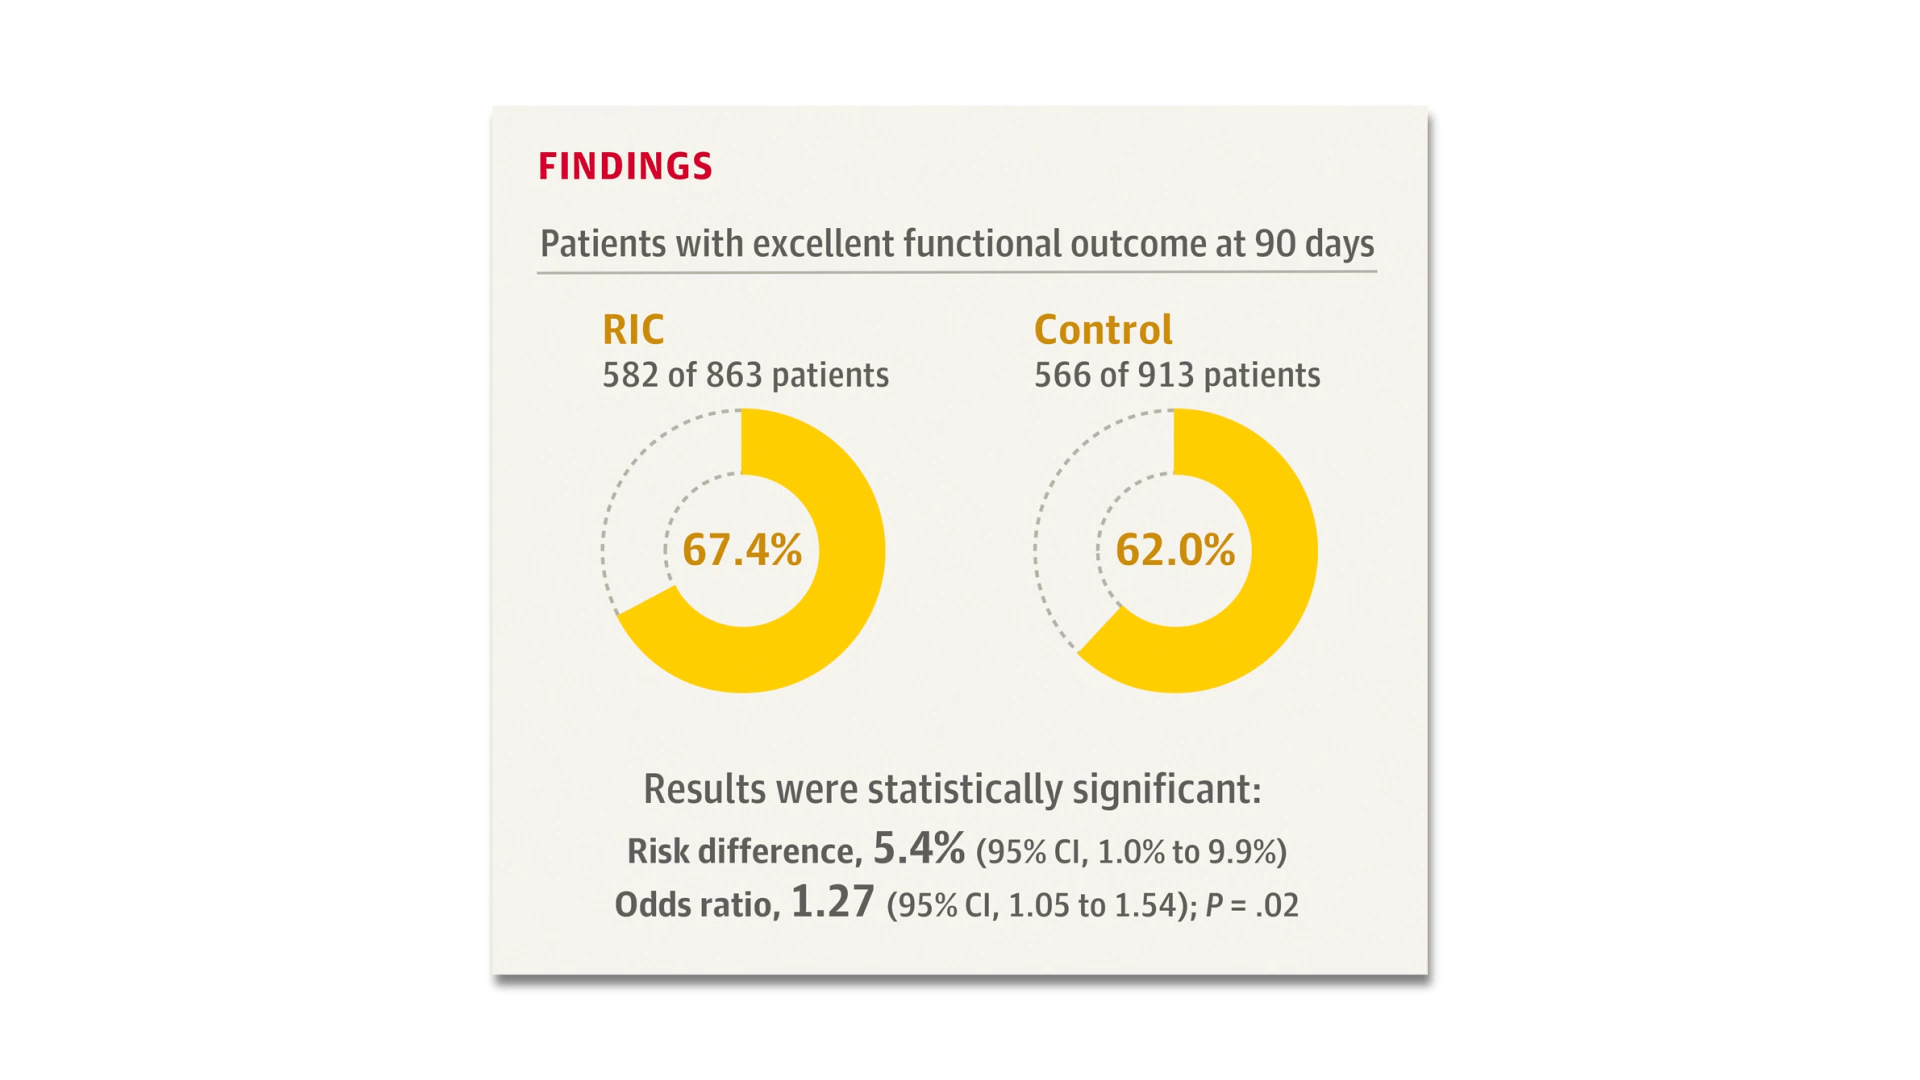 FINDINGS
Patients with excellent functional outcome at 90 days
RIC
582 of 863 patients
67.4%
Control
566 of 913 patients
62.0%
Results were statistically significant:
Risk difference, 5.4% (95% CI, 1.0% to 9.9%)
Odds ratio, 1.27 (95% CI, 1.05 to 1.54); P = .02